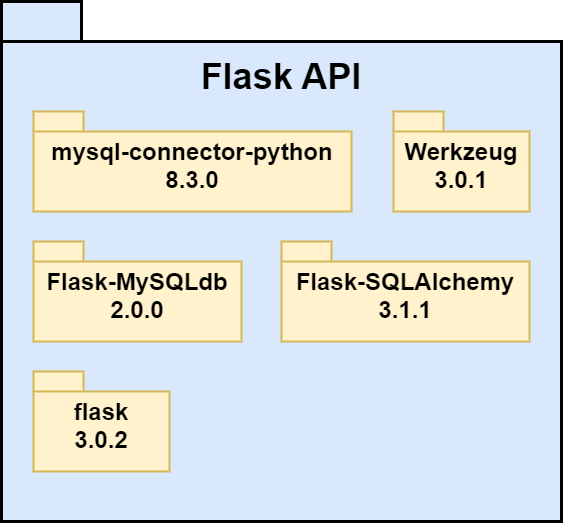 Flask API
mysql-connector-python
8.3.0
Werkzeug
3.0.1
Flask-MySQLdb
2.0.0
Flask-SQLAlchemy
3.1.1
flask
3.0.2